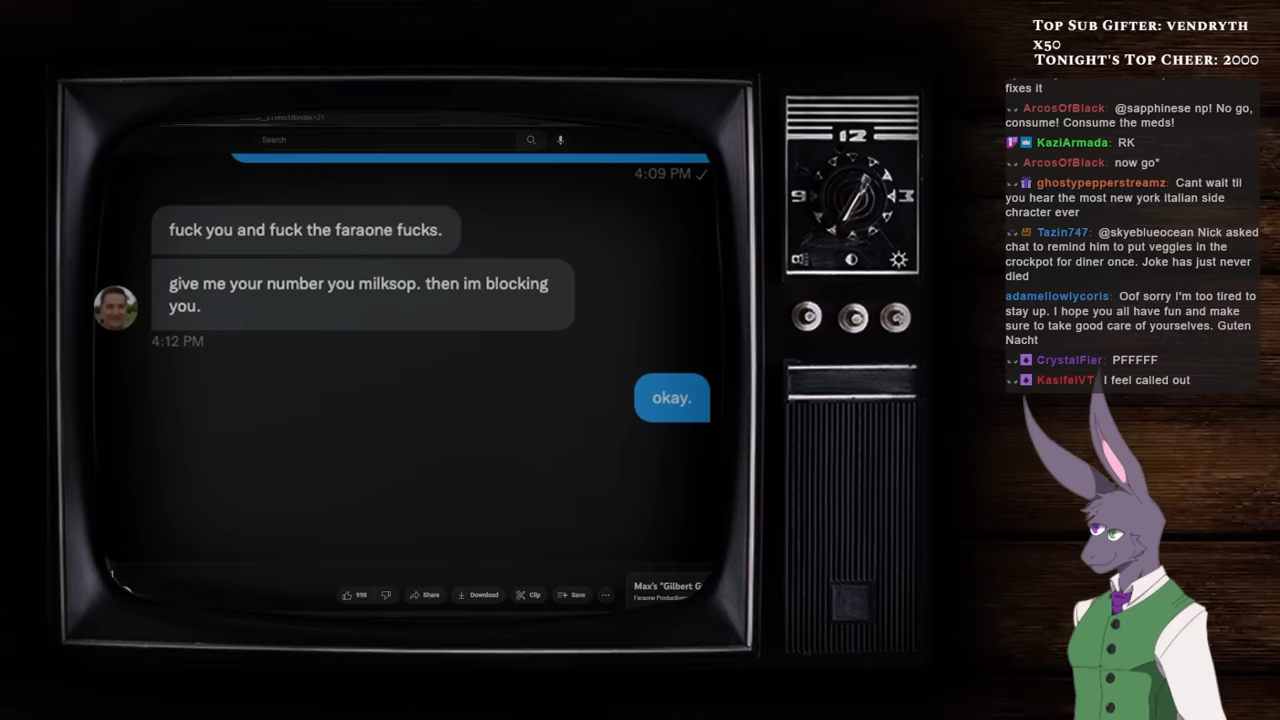 Top Sub Gifter: vendryth
x50
Tonight's Top Cheer: 2000
Search
4:09 PM
fuck you and fuck the faraone fucks.
give me your number you milksop. then im blocking
you.
4:12 PM
okay.
990
Share
Download
Clip
Save
Max's "Gilbert G
Faraone Production
12
3
6
9
fixes it
ArcosOfBlack: @sapphinese np! No go,
consume! Consume the meds!
KaziArmada: RK
ArcosOfBlack: now go*
ghostypepperstreamz: Cant wait til
you hear the most new york italian side
chracter ever
Tazin747: @skyeblueocean Nick asked
chat to remind him to put veggies in the
crockpot for diner once. Joke has just never
died
adamellowlycoris: Oof sorry I'm too tired to
stay up. I hope you all have fun and make
sure to take good care of yourselves. Guten
Nacht
CrystalFier: PFFFFF
KasifelVT: I feel called out